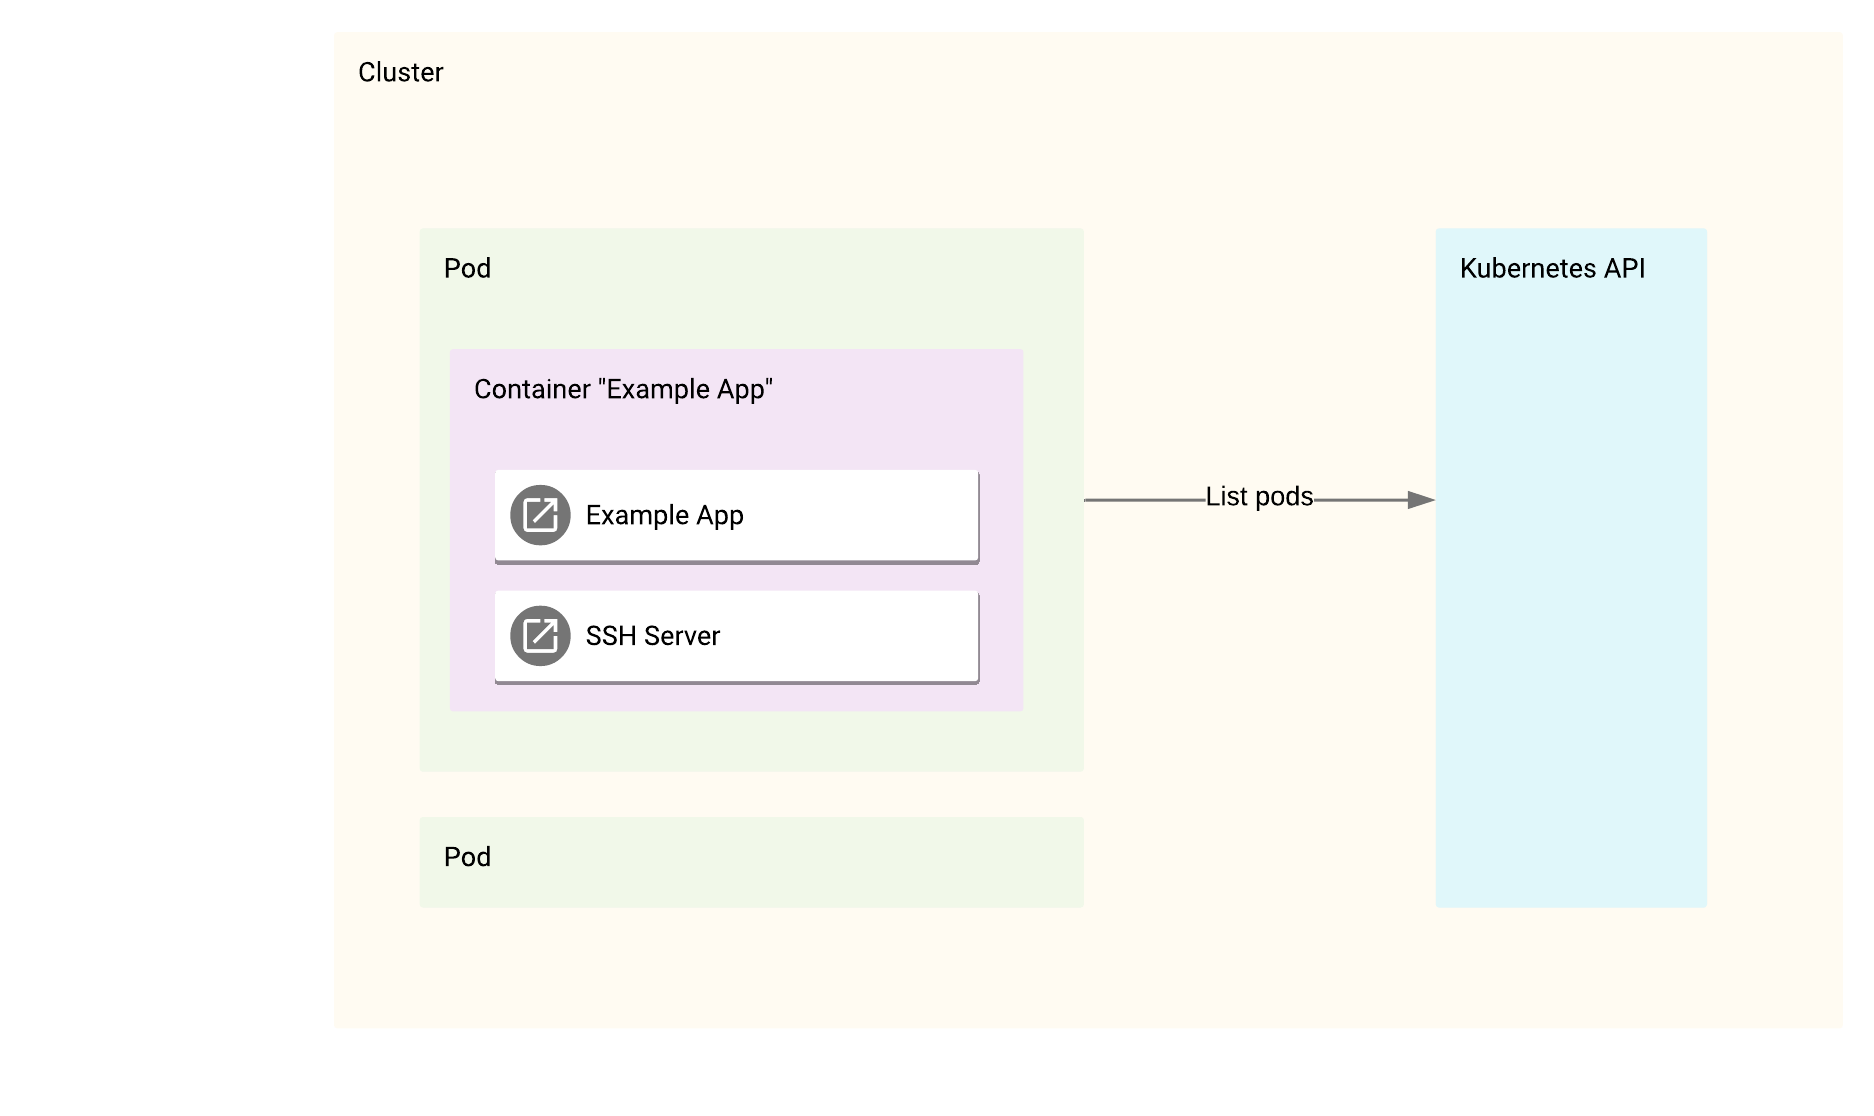 Cluster
Pod
Kubernetes API
Container "Example App"
List pods
Example App
SSH Server
Pod